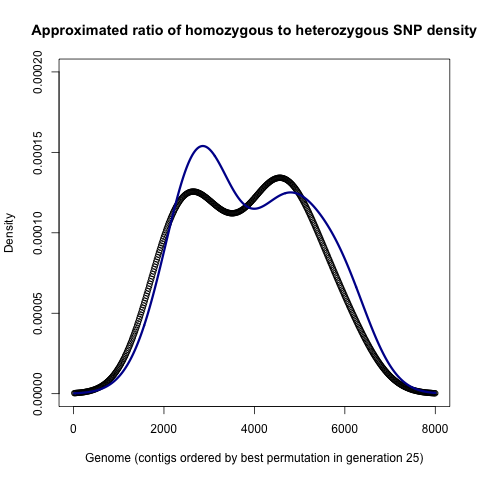 Approximated ratio of homozygous to heterozygous SNP density
0.00020
0.00015
0.00010
0.00005
0.00000
Density
0 2000 4000 6000 8000
Genome (contigs ordered by best permutation in generation 25)